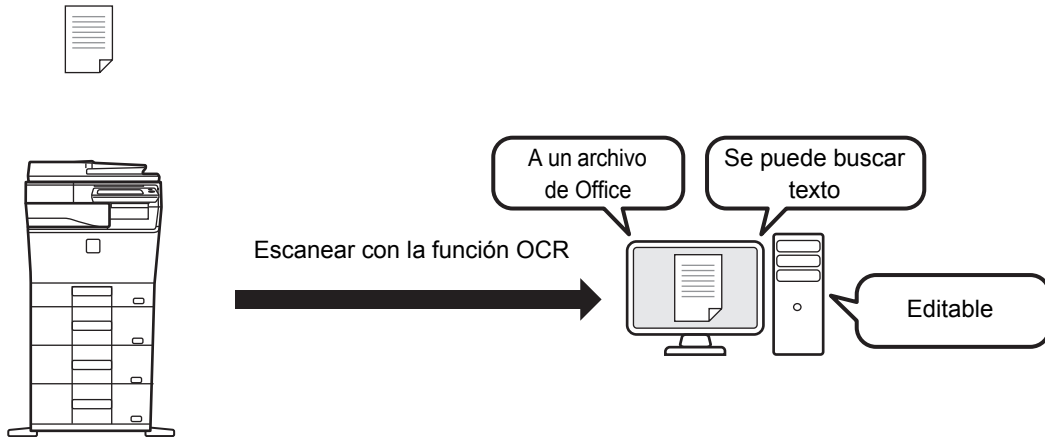 A un archivo
de Office
Se puede buscar
texto
Escanear con la función OCR
Editable